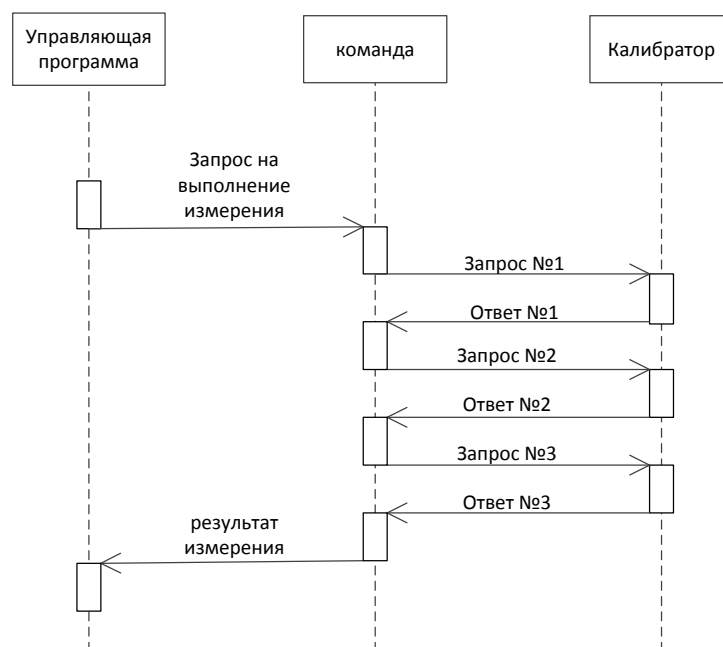 Управляющая
программа
команда
Калибратор
Запрос на
выполнение
измерения
Запрос №1
Ответ №1
Запрос №2
Ответ №2
Запрос №3
Ответ №3
результат
измерения